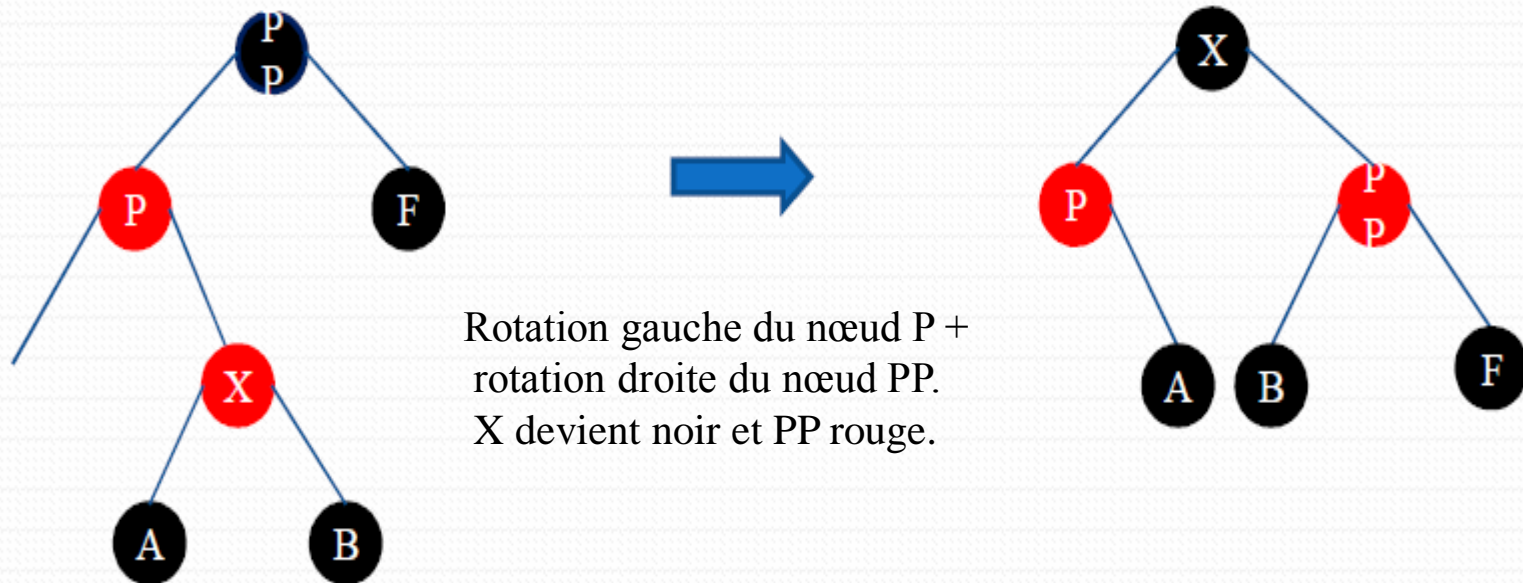 P
P
X
P
F
P
P
P
X
A
B
F
Rotation gauche du nœud P +
rotation droite du nœud PP.
X devient noir et PP rouge.
A
B